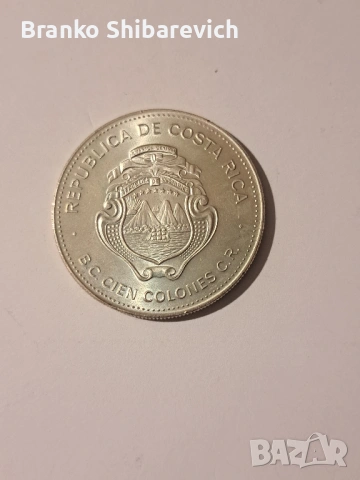 Branko Shibarevich
REPUBLICA DE COSTA RICA
B.C. CIEN COLONES C.R.
BAZAR